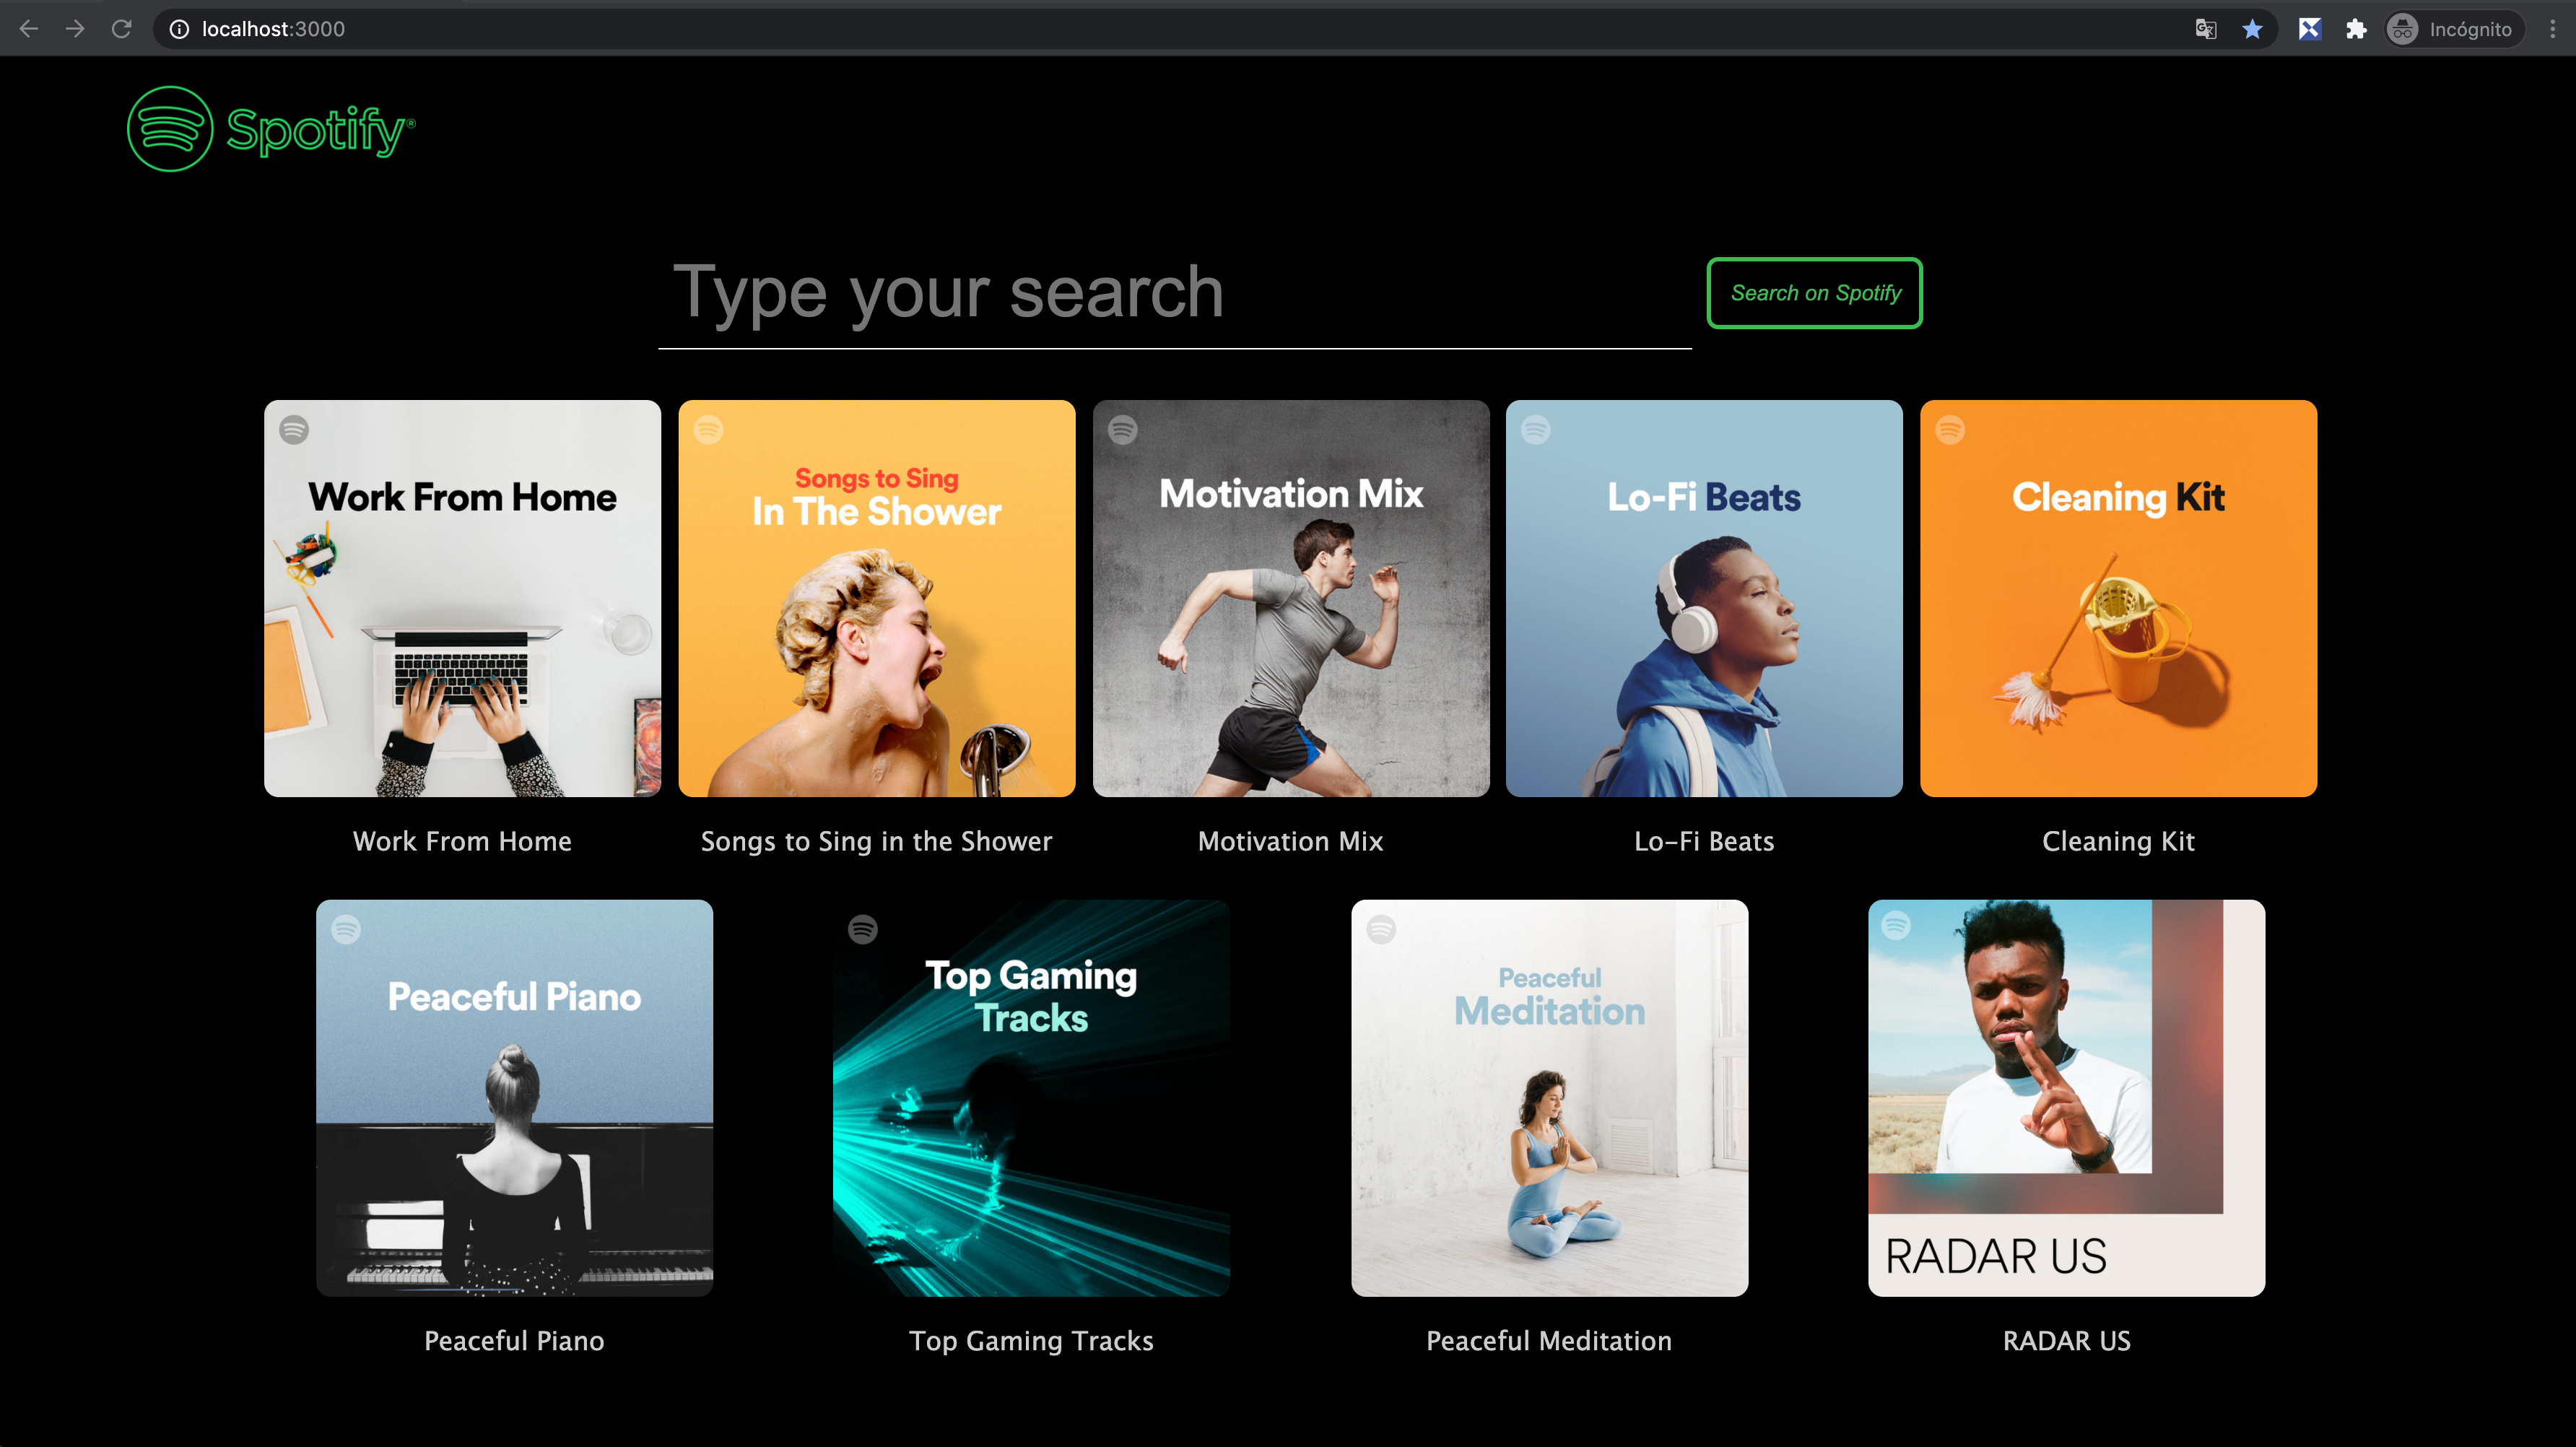 localhost:3000
Incógnito
Spotify®
Type your search
Search on Spotify
Work From Home
Songs to Sing
In The Shower
Motivation Mix
Lo-Fi Beats
Cleaning Kit
Work From Home
Songs to Sing in the Shower
Motivation Mix
Lo-Fi Beats
Cleaning Kit
Peaceful Piano
Top Gaming
Tracks
Peaceful
Meditation
RADAR US
Peaceful Piano
Top Gaming Tracks
Peaceful Meditation
RADAR US